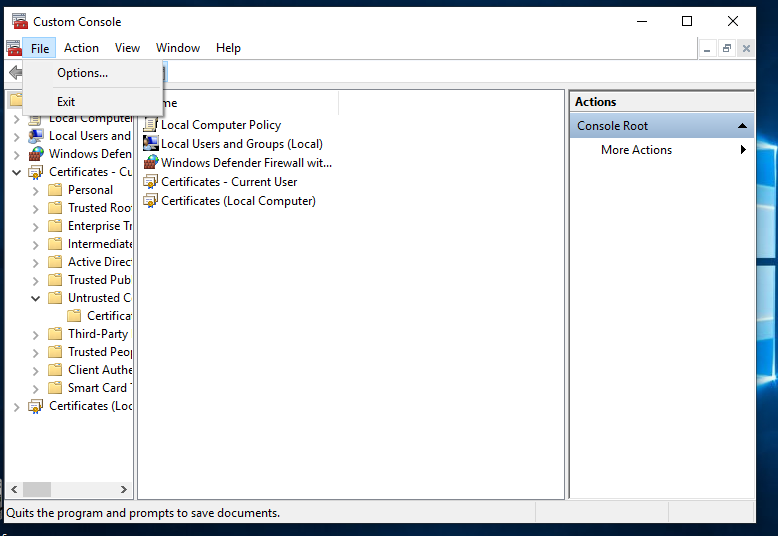 Custom Console
File Action View Window Help
Options...
Exit
Local Computer
Local Users and
Windows Defen
Certificates - Cu
Personal
Trusted Roo
Enterprise Tr
Intermediate
Active Direc
Trusted Pub
Untrusted C
Certifica
Third-Party
Trusted Peop
Client Authe
Smart Card T
Certificates (Loc
me
Local Computer Policy
Local Users and Groups (Local)
Windows Defender Firewall wit...
Certificates - Current User
Certificates (Local Computer)
Actions
Console Root
More Actions
Quits the program and prompts to save documents.